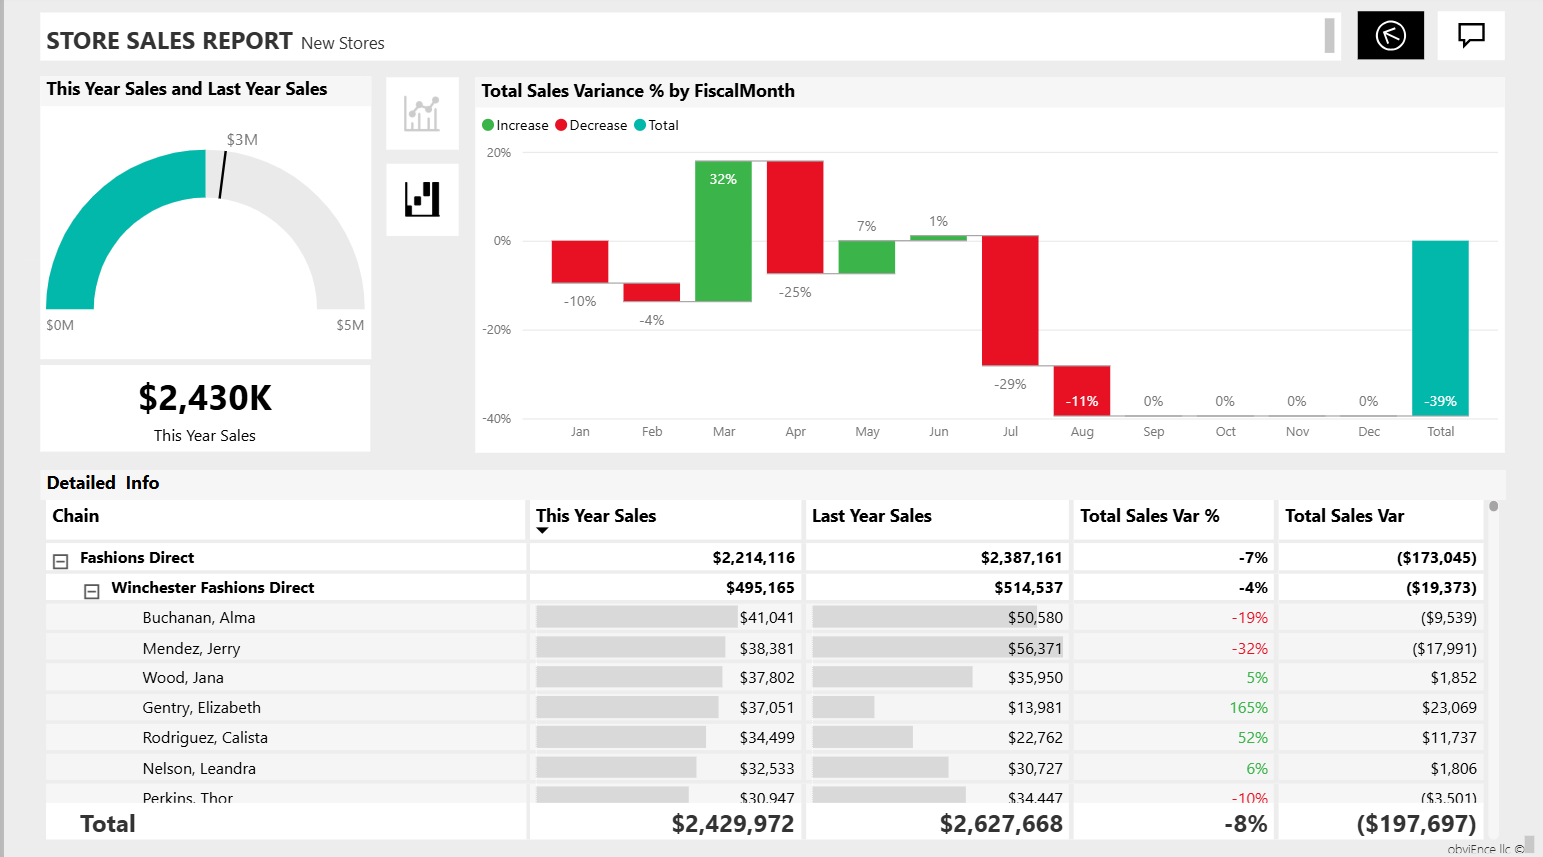 STORE SALES REPORT New Stores
This Year Sales and Last Year Sales
$3M
$0M
$5M
$2,430K
This Year Sales
Total Sales Variance % by FiscalMonth
Increase Decrease Total
20%
0%
-20%
-40%
-10%
-4%
32%
-25%
7%
1%
-29%
-11%
0%
0%
0%
0%
-39%
Jan Feb Mar Apr May Jun Jul Aug Sep Oct Nov Dec Total
Detailed Info
Chain This Year Sales Last Year Sales Total Sales Var % Total Sales Var
Fashions Direct $2,214,116 $2,387,161 -7% ($173,045)
Winchester Fashions Direct $495,165 $514,537 -4% ($19,373)
Buchanan, Alma $41,041 $50,580 -19% ($9,539)
Mendez, Jerry $38,381 $56,371 -32% ($17,991)
Wood, Jana $37,802 $35,950 5% $1,852
Gentry, Elizabeth $37,051 $13,981 165% $23,069
Rodriguez, Calista $34,499 $22,762 52% $11,737
Nelson, Leandra $32,533 $30,727 6% $1,806
Perkins, Thor $30,947 $34,447 -10% ($3,501)
Total $2,429,972 $2,627,668 -8% ($197,697)
obviEnce llc ©